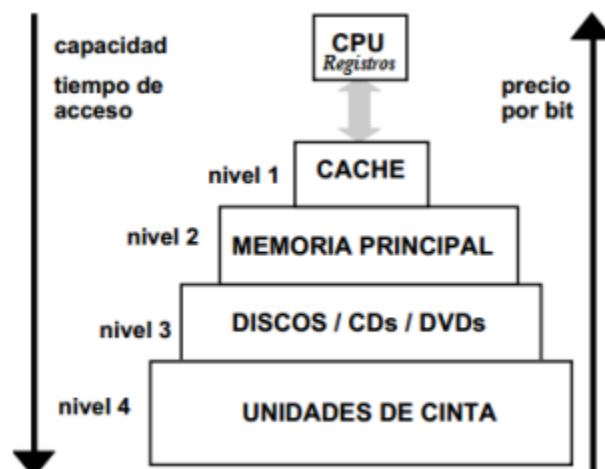 capacidad
tiempo de
acceso
CPU
Registros
precio
por bit
nivel 1
CACHE
nivel 2
MEMORIA PRINCIPAL
nivel 3
DISCOS / CDs / DVDs
nivel 4
UNIDADES DE CINTA